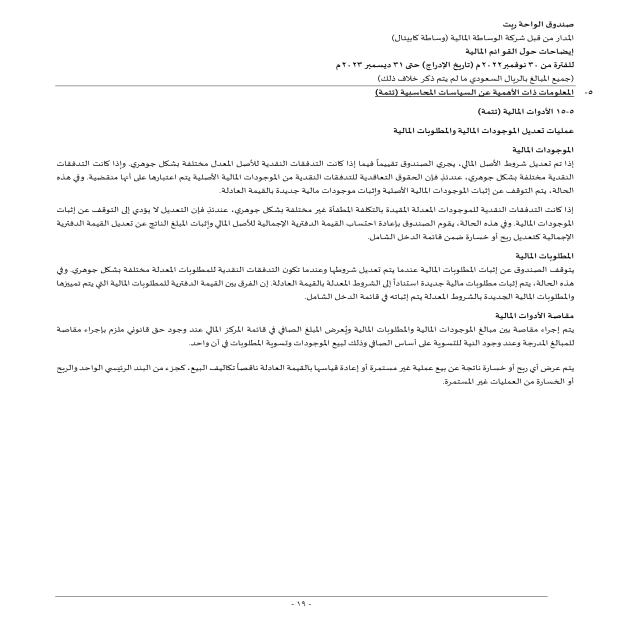 صندوق الواحة ريت
المدار من قبل شركة الوساطة المالية (وساطة كابيتال)
إيضاحات حول القوائم المالية
للفترة من ٣٠ نوفمبر ٢٠٢٢م (تاريخ الإدراج) حتى ٣١ ديسمبر ٢٠٢٣م
(جميع المبالغ بالريال السعودي ما لم يتم ذكر خلاف ذلك)
٥- المعلومات ذات الأهمية عن السياسات المحاسبية (تتمة)
٥-١٥ الأدوات المالية (تتمة)
عمليات تعديل الموجودات المالية والمطلوبات المالية
الموجودات المالية
إذا تم تعديل شروط الأصل المالي، يجري الصندوق تقييماً فيما إذا كانت التدفقات النقدية للأصل المعدل مختلفة بشكل جوهري. وإذا كانت التدفقات
النقدية مختلفة بشكل جوهري، عندئذٍ فإن الحقوق التعاقدية للتدفقات النقدية من الموجودات المالية الأصلية يتم اعتبارها على أنها منقضية. وفي هذه
الحالة، يتم التوقف عن إثبات الموجودات المالية الأصلية وإثبات موجودات مالية جديدة بالقيمة العادلة.
إذا كانت التدفقات النقدية للموجودات المعدلة المقيدة بالتكلفة المطفأة غير مختلفة بشكل جوهري، عندئذٍ فإن التعديل لا يؤدي إلى التوقف عن إثبات
الموجودات المالية. وفي هذه الحالة، يقوم الصندوق بإعادة احتساب القيمة الدفترية الإجمالية للأصل المالي وإثبات المبلغ الناتج عن تعديل القيمة الدفترية
الإجمالية كتعديل ربح أو خسارة ضمن قائمة الدخل الشامل.
المطلوبات المالية
يتوقف الصندوق عن إثبات المطلوبات المالية عندما يتم تعديل شروطها وعندما تكون التدفقات النقدية للمطلوبات المعدلة مختلفة بشكل جوهري. وفي
هذه الحالة، يتم إثبات مطلوبات مالية جديدة استناداً إلى الشروط المعدلة بالقيمة العادلة. إن الفرق بين القيمة الدفترية للمطلوبات المالية التي يتم تمييزها
والمطلوبات المالية الجديدة بالشروط المعدلة يتم إثباته في قائمة الدخل الشامل.
مقاصة الأدوات المالية
يتم إجراء مقاصة بين مبالغ الموجودات المالية والمطلوبات المالية ويُعرض المبلغ الصافي في قائمة المركز المالي عند وجود حق قانوني ملزم بإجراء مقاصة
للمبالغ المدرجة وعند وجود النية للتسوية على أساس الصافي وذلك لبيع الموجودات وتسوية المطلوبات في آن واحد.
يتم عرض أي ربح أو خسارة ناتجة عن بيع عملية غير مستمرة أو إعادة قياسها بالقيمة العادلة ناقصاً تكاليف البيع، كجزء من البند الرئيسي الواحد والربح
أو الخسارة من العمليات غير المستمرة.
- ١٩ -